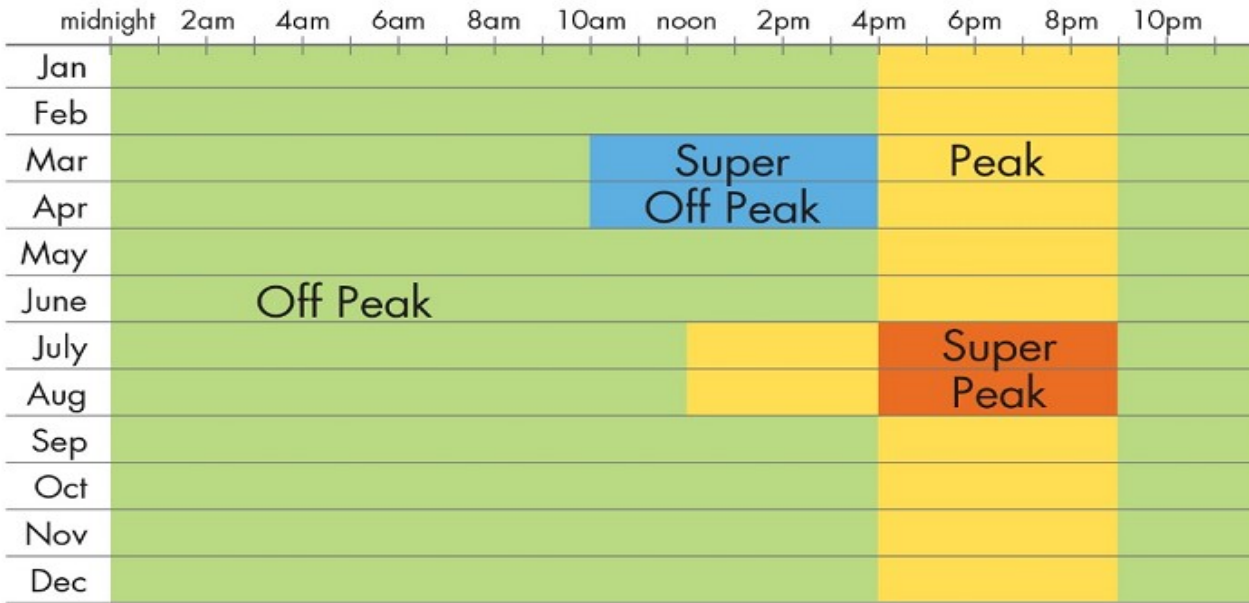 midnight 2am 4am 6am 8am 10am noon 2pm 4pm 6pm 8pm 10pm
Jan
Feb
Mar Super Peak
Apr Off Peak
May
June Off Peak
July Super
Aug Peak
Sep
Oct
Nov
Dec